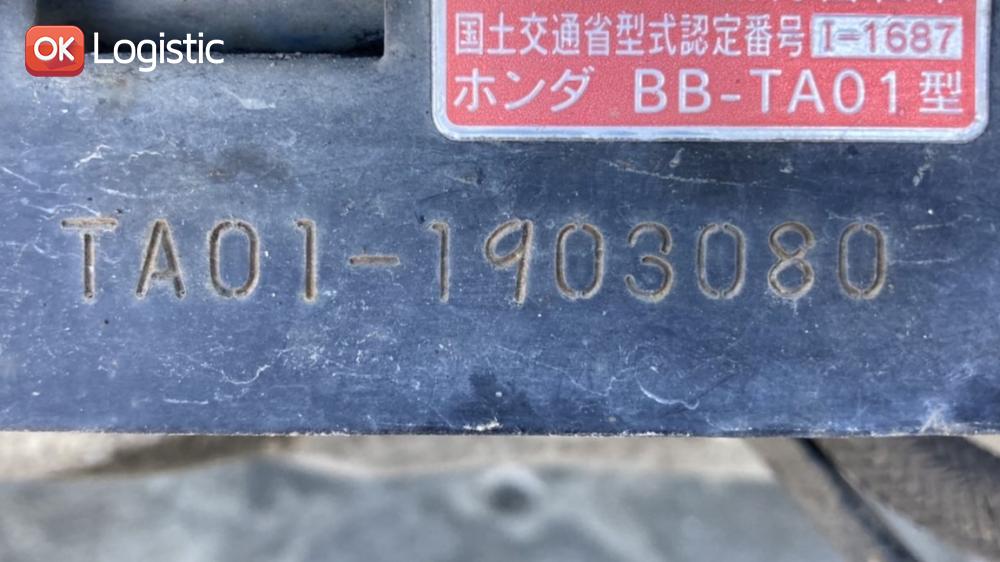 OK Logistic
国土交通省型式認定番号 I-1687
ホンダ BB-TA01型
TA01-1903080